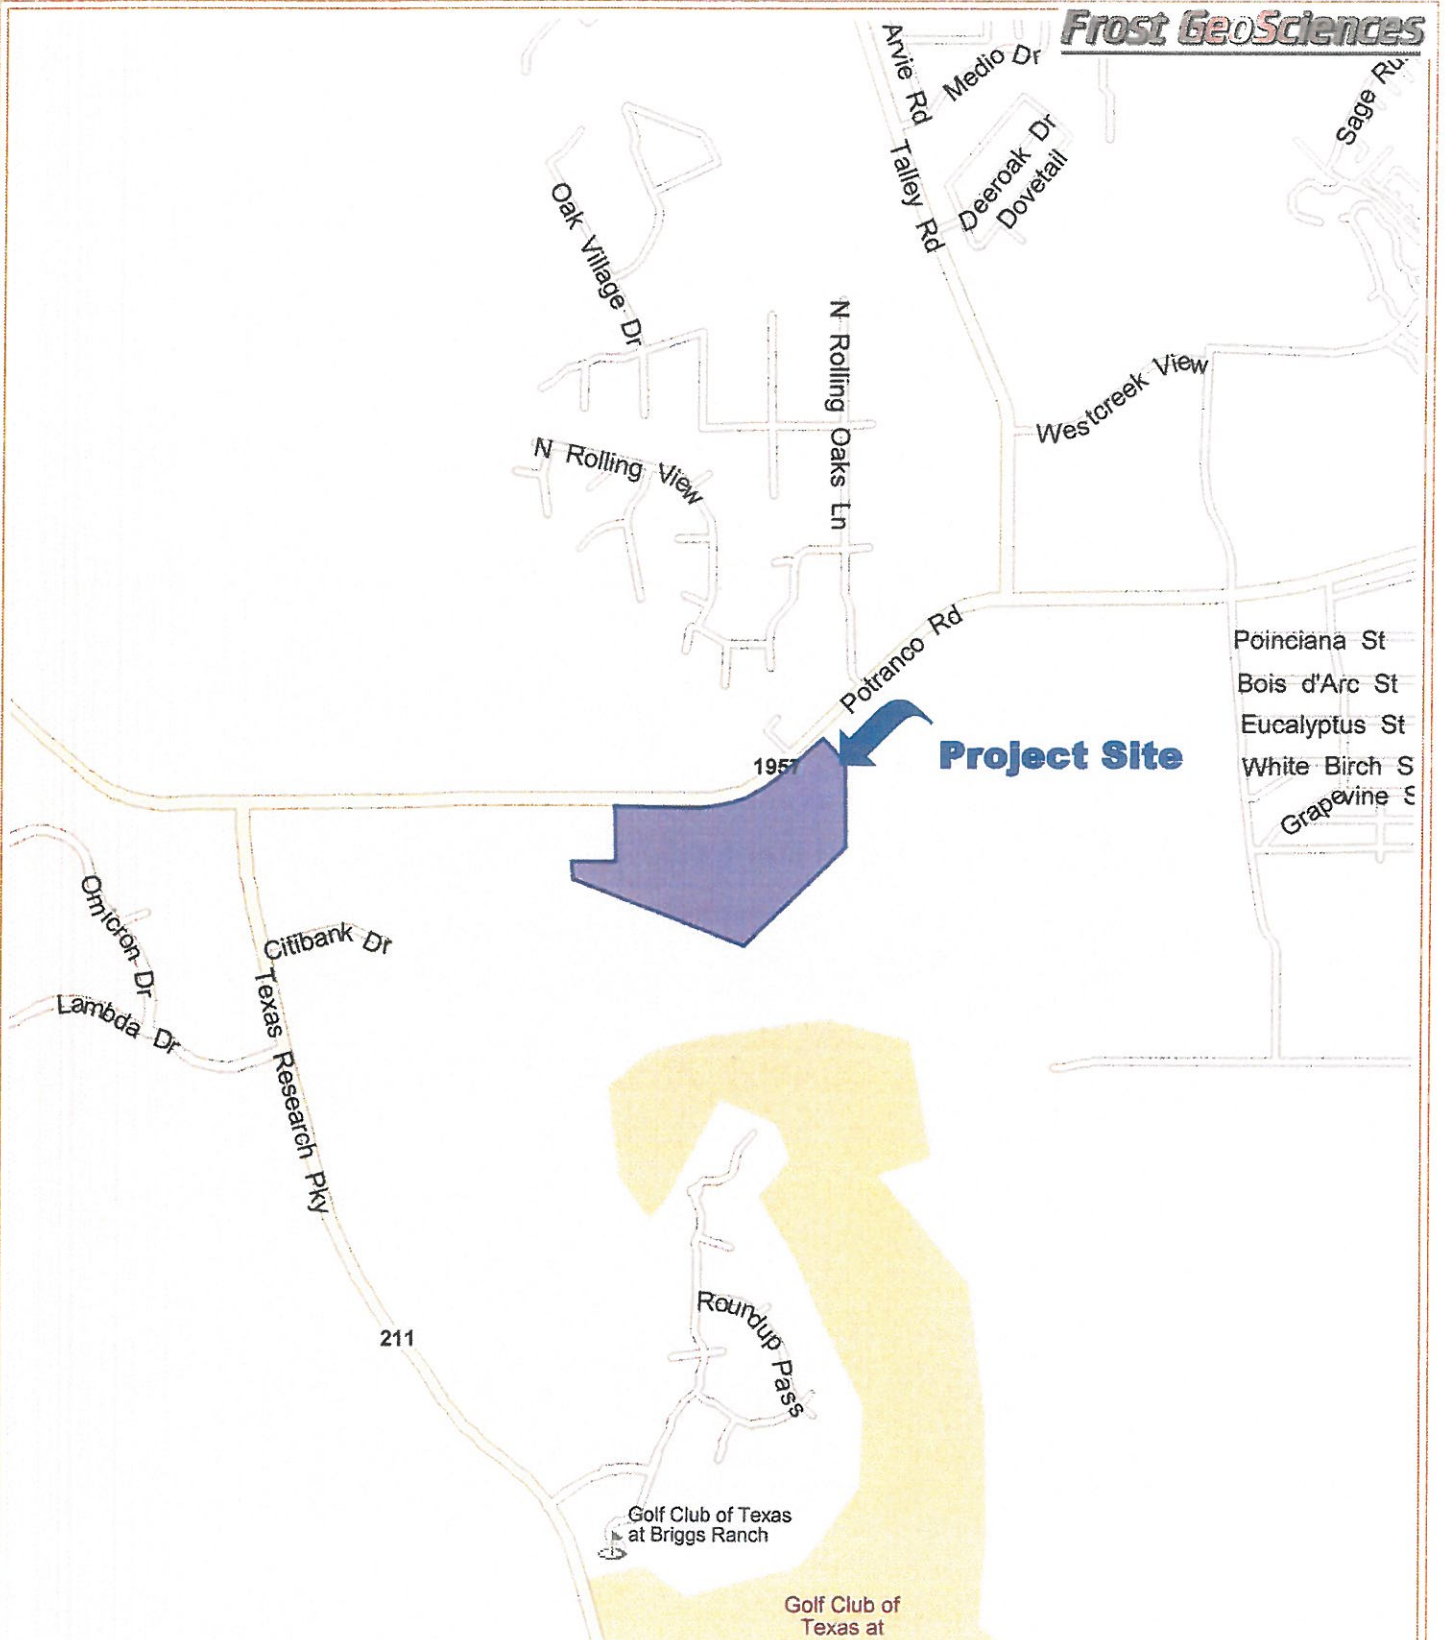 Frost GeoSciences
Arvie Rd
Medio Dr
Talley Rd
Deeroak Dr
Dovetail
Oak Village Dr
N Rolling Oaks Ln
Westcreek View
N Rolling View
Potranco Rd
Poinciana St
Bois d'Arc St
Eucalyptus St
White Birch S
Grapevine S
Project Site
1957
Omicron Dr
Citibank Dr
Lambda Dr
Texas Research Pky
Roundup Pass
211
Golf Club of Texas
at Briggs Ranch
Golf Club of
Texas at